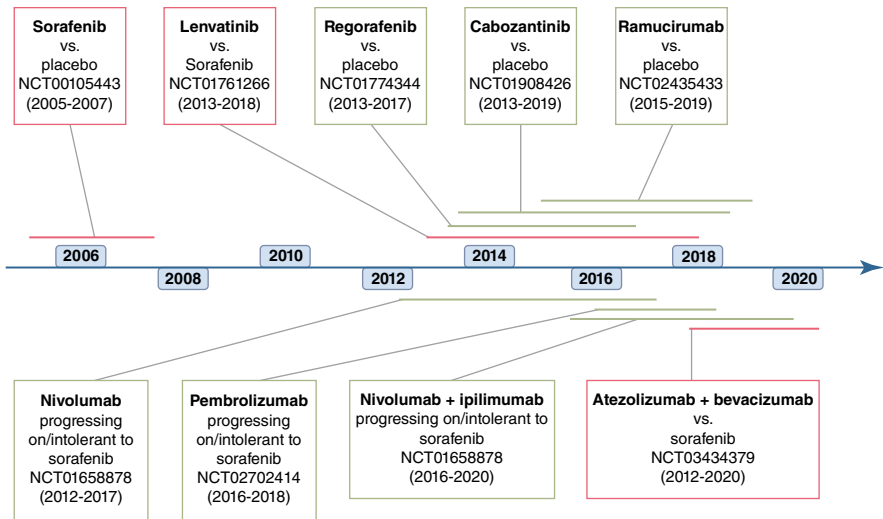 Sorafenib
vs.
placebo
NCT00105443
(2005-2007)
Lenvatinib
vs.
Sorafenib
NCT01761266
(2013-2018)
Regorafenib
vs.
placebo
NCT01774344
(2013-2017)
Cabozantinib
vs.
placebo
NCT01908426
(2013-2019)
Ramucirumab
vs.
placebo
NCT02435433
(2015-2019)
2006
2008
2010
2012
2014
2016
2018
2020
Nivolumab
progressing
on/intolerant to
sorafenib
NCT01658878
(2012-2017)
Pembrolizumab
progressing
on/intolerant to
sorafenib
NCT02702414
(2016-2018)
Nivolumab + ipilimumab
progressing on/intolerant to
sorafenib
NCT01658878
(2016-2020)
Atezolizumab + bevacizumab
vs.
sorafenib
NCT03434379
(2012-2020)